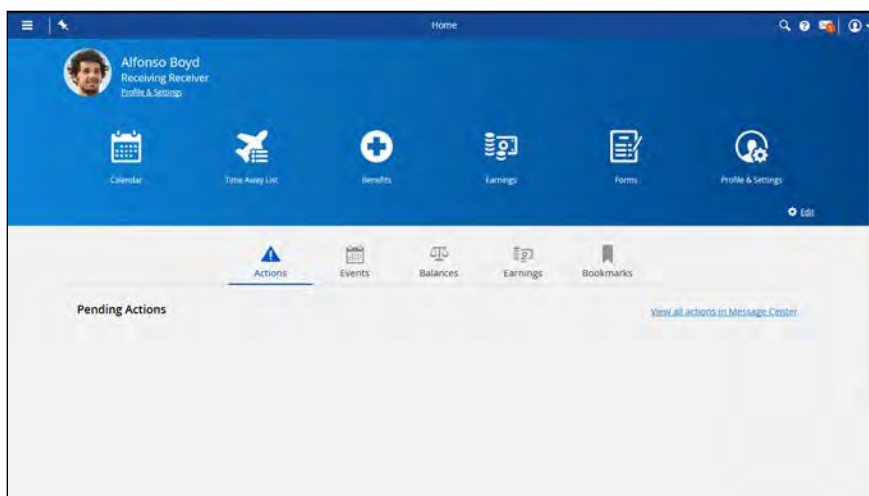 Home
Alfonso Boyd
Receiving Receiver
Profile & Settings
Calendar
Time Away List
Benefits
Earnings
Forms
Profile & Settings
Edit
Actions
Events
Balances
Earnings
Bookmarks
Pending Actions
View all actions in Message Center